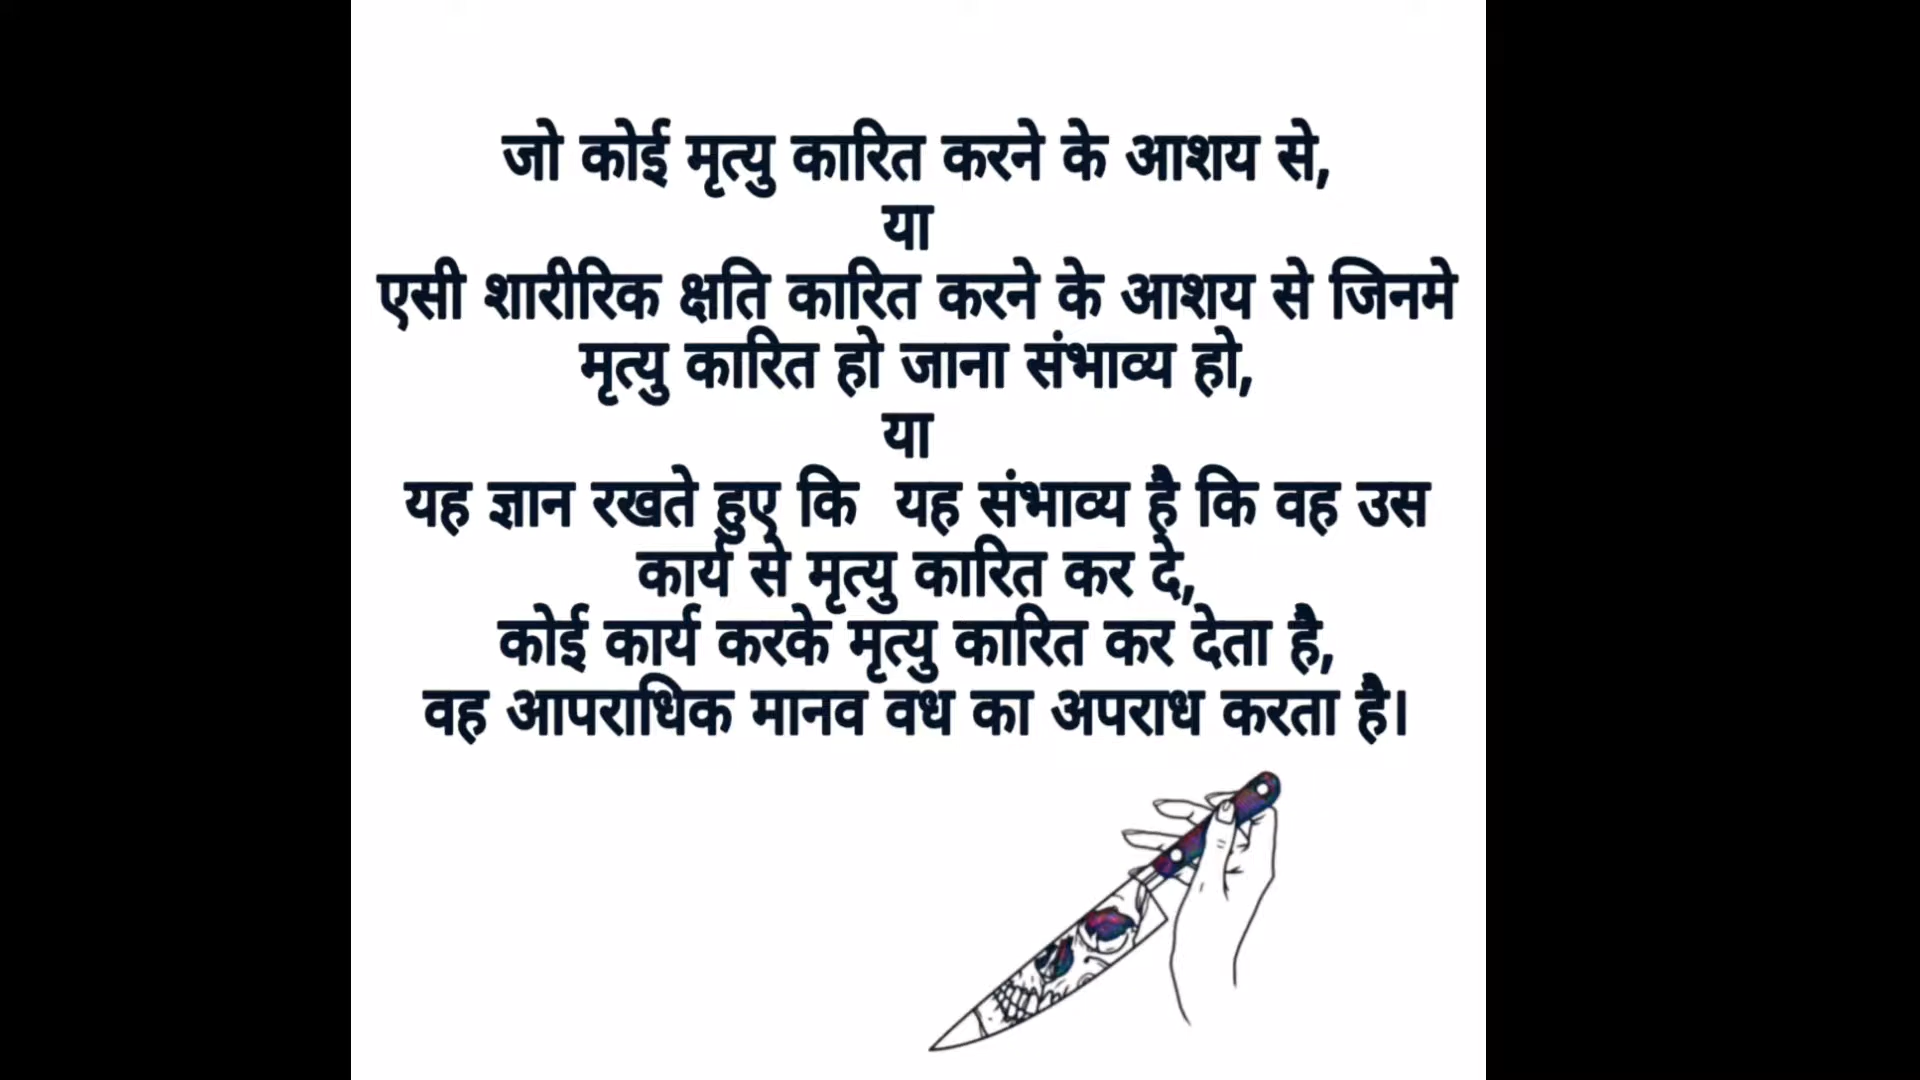 जो कोई मृत्यु कारित करने के आशय से,
या
एसी शारीरिक क्षति कारित करने के आशय से जिनमे
मृत्यु कारित हो जाना संभाव्य हो,
या
यह ज्ञान रखते हुए कि यह संभाव्य है कि वह उस
कार्य से मृत्यु कारित कर दे,
कोई कार्य करके मृत्यु कारित कर देता है,
वह आपराधिक मानव वध का अपराध करता है।